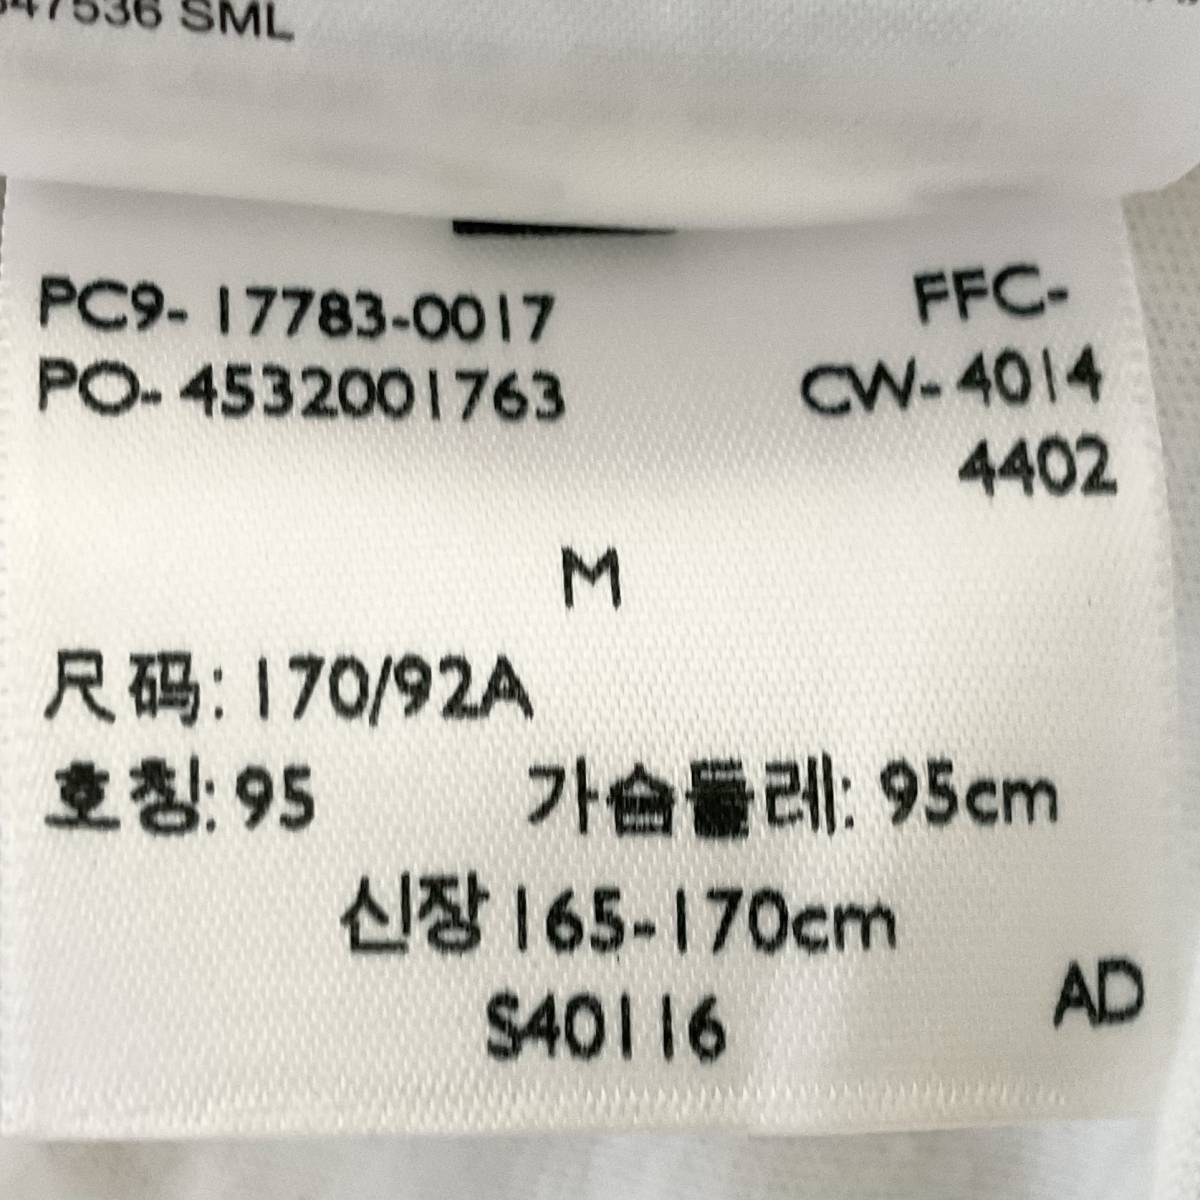 47536 SML
PC9- 17783-0017
PO- 4532001763
FFC-
CW- 4014
4402
M
尺码: 170/92A
호칭: 95 가슴둘레: 95cm
신장 165-170cm
S40116
AD